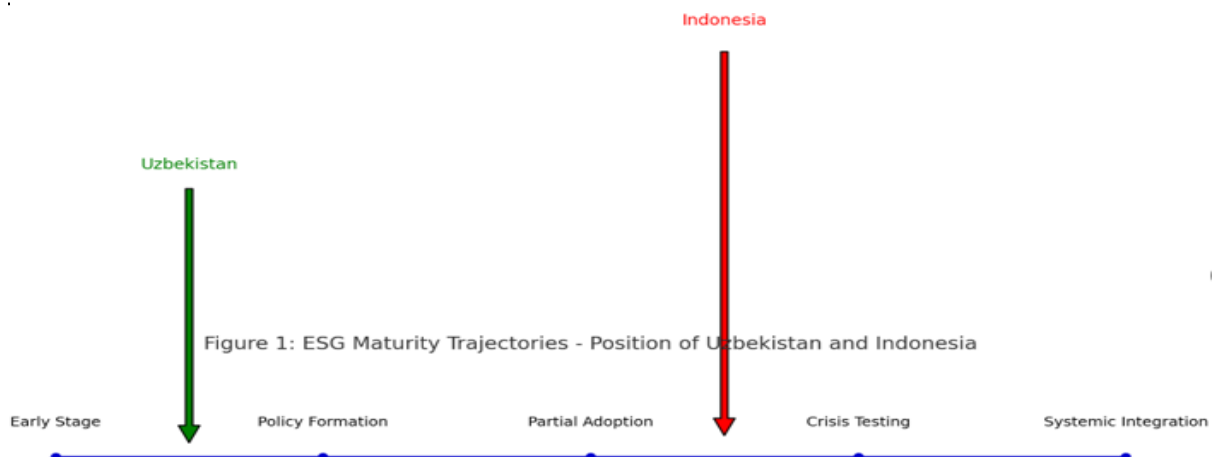 Indonesia
Uzbekistan
Figure 1: ESG Maturity Trajectories - Position of Uzbekistan and Indonesia
Early Stage Policy Formation Partial Adoption Crisis Testing Systemic Integration